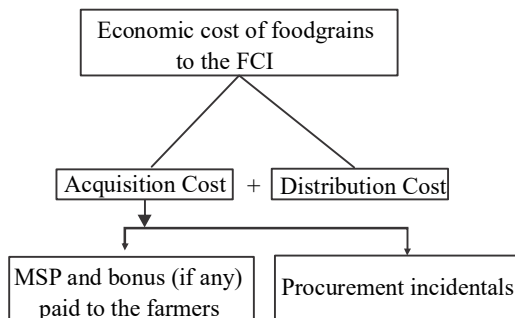 Economic cost of foodgrains
to the FCI
Acquisition Cost + Distribution Cost
MSP and bonus (if any)
paid to the farmers
Procurement incidentals